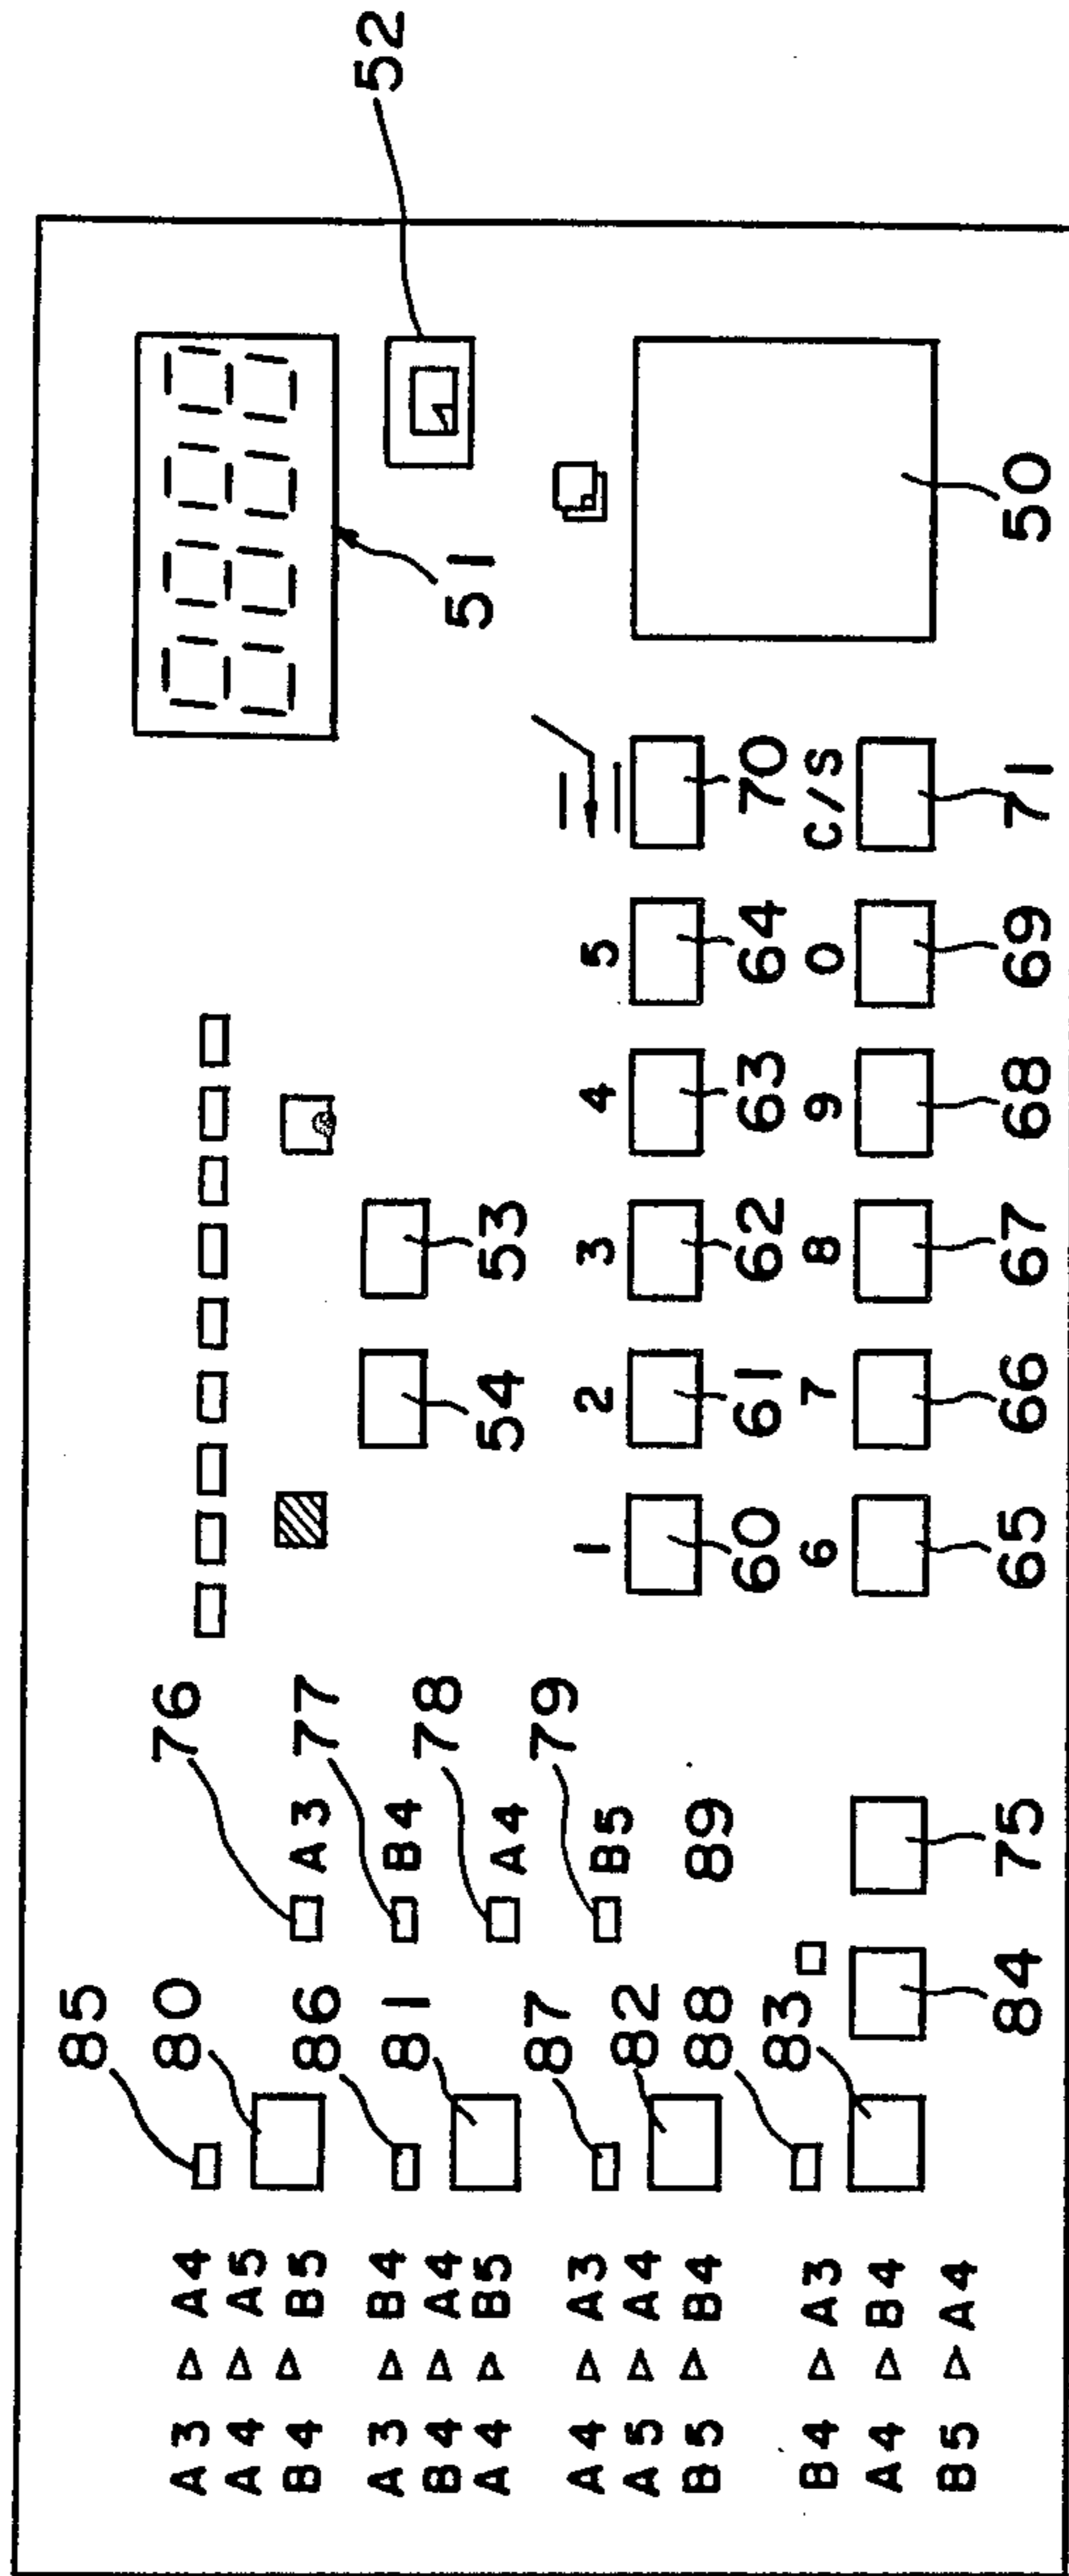 52
51
50
85
76
A3 ▷ A4
A4 ▷ A5
B4 ▷ B5
80
A3
77
86
B4
53
54
A3 ▷ B4
B4 ▷ A4
A4 ▷ B5
81
78
A4
87
79
B5
1 2 3 4 5
A4 ▷ A3
A5 ▷ A4
B5 ▷ B4
82
89
60 61 62 63 64 70
88
6 7 8 9 0 C/S
B4 ▷ A3
A4 ▷ B4
B5 ▷ A4
83
84 75 65 66 67 68 69 71